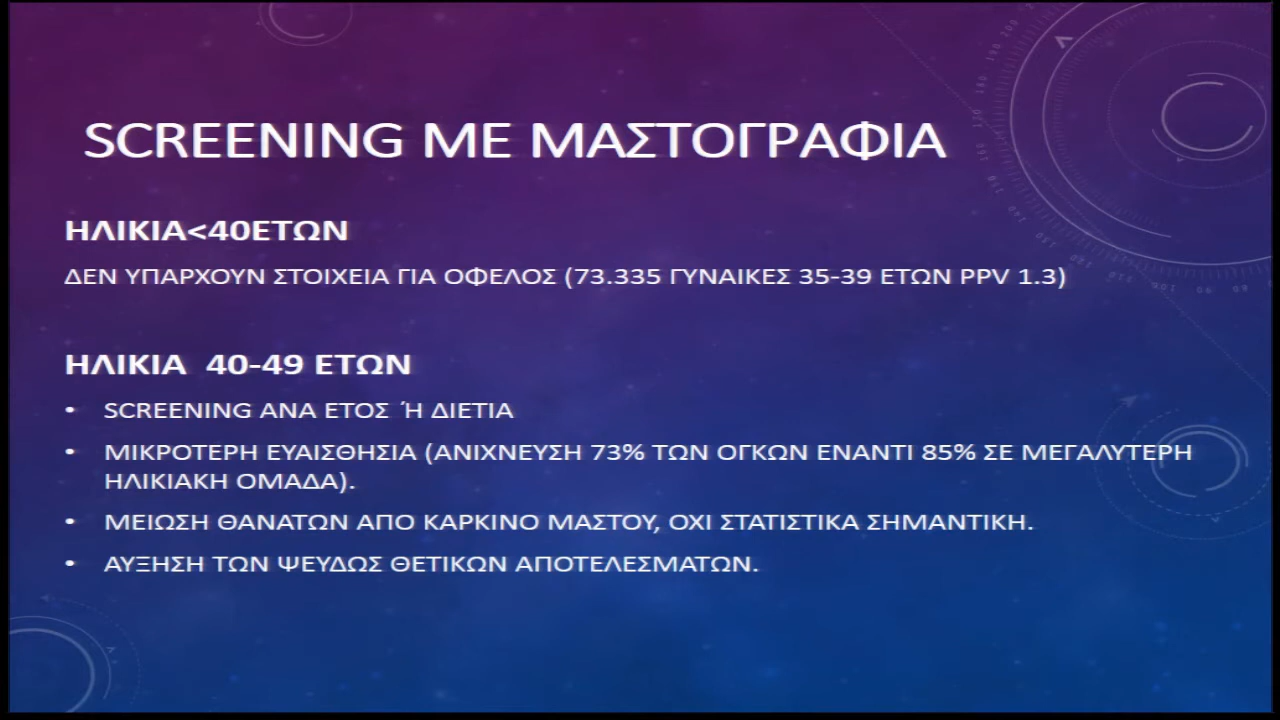 SCREENING ΜΕ ΜΑΣΤΟΓΡΑΦΙΑ
ΗΛΙΚΙΑ<40ΕΤΩΝ
ΔΕΝ ΥΠΑΡΧΟΥΝ ΣΤΟΙΧΕΙΑ ΓΙΑ ΟΦΕΛΟΣ (73.335 ΓΥΝΑΙΚΕΣ 35-39 ΕΤΩΝ PPV 1.3)
ΗΛΙΚΙΑ 40-49 ΕΤΩΝ
• SCREENING ΑΝΑ ΕΤΟΣ Ή ΔΙΕΤΙΑ
• ΜΙΚΡΟΤΕΡΗ ΕΥΑΙΣΘΗΣΙΑ (ΑΝΙΧΝΕΥΣΗ 73% ΤΩΝ ΟΓΚΩΝ ΕΝΑΝΤΙ 85% ΣΕ ΜΕΓΑΛΥΤΕΡΗ
ΗΛΙΚΙΑΚΗ ΟΜΑΔΑ).
• ΜΕΙΩΣΗ ΘΑΝΑΤΩΝ ΑΠΟ ΚΑΡΚΙΝΟ ΜΑΣΤΟΥ, ΟΧΙ ΣΤΑΤΙΣΤΙΚΑ ΣΗΜΑΝΤΙΚΗ.
• ΑΥΞΗΣΗ ΤΩΝ ΨΕΥΔΩΣ ΘΕΤΙΚΩΝ ΑΠΟΤΕΛΕΣΜΑΤΩΝ.